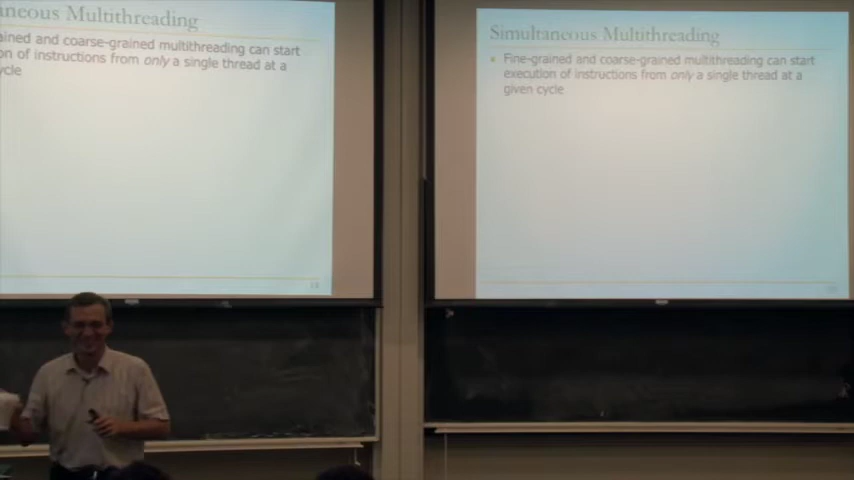 aneous Multithreading
ained and coarse-grained multithreading can start
on of instructions from only a single thread at a
ycle
Simultaneous Multithreading
Fine-grained and coarse-grained multithreading can start
execution of instructions from only a single thread at a
given cycle